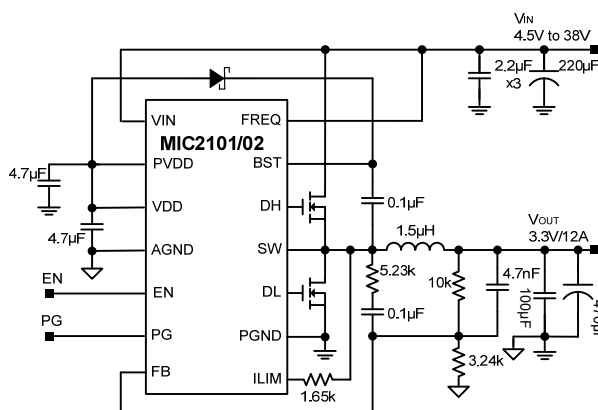 VIN
4.5V to 38V
2.2µF
x3
220µF
VIN
FREQ
MIC2101/02
PVDD
BST
4.7µF
VDD
DH
0.1µF
4.7µF
1.5µH
VOUT
3.3V/12A
AGND
SW
5.23k
10k
4.7nF
100µF
EN
EN
DL
0.1µF
PG
PG
PGND
3.24k
FB
ILIM
1.65k